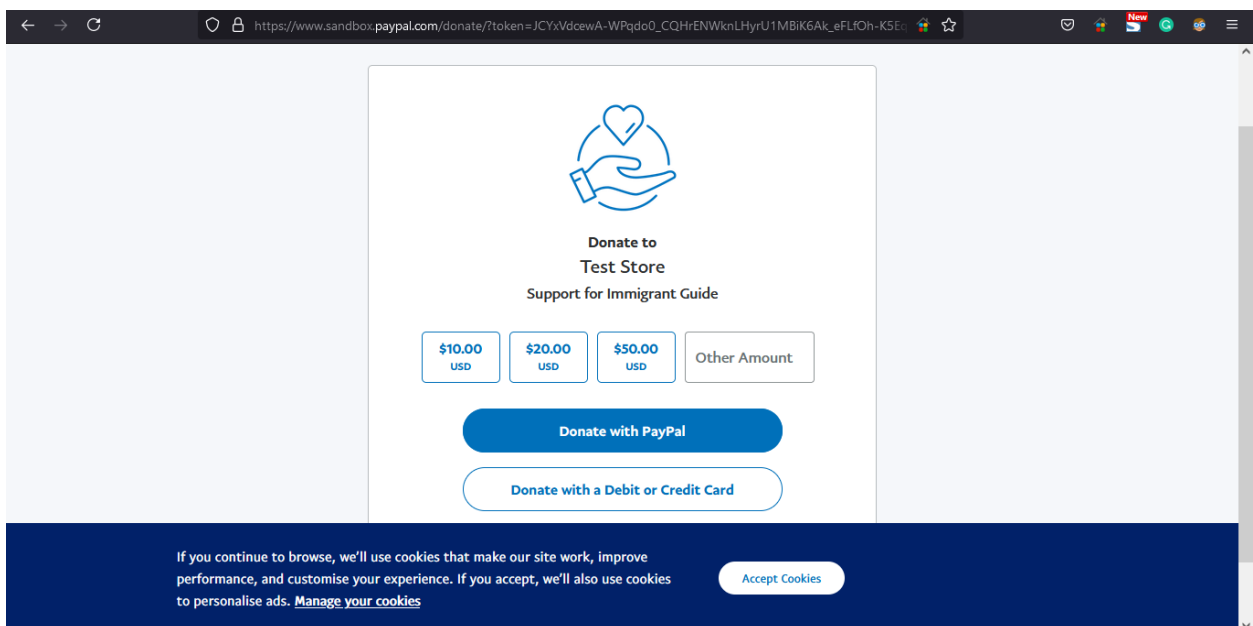 New
https://www.sandbox.paypal.com/donate/?token=JCYxVdcewA-WPqdo0_CQHrENWknLHyrU1MBiK6Ak_eFLfOh-K5Eq
Donate to
Test Store
Support for Immigrant Guide
$10.00 $20.00 $50.00 Other Amount
USD USD USD
Donate with PayPal
Donate with a Debit or Credit Card
If you continue to browse, we’ll use cookies that make our site work, improve
performance, and customise your experience. If you accept, we’ll also use cookies
to personalise ads. Manage your cookies
Accept Cookies